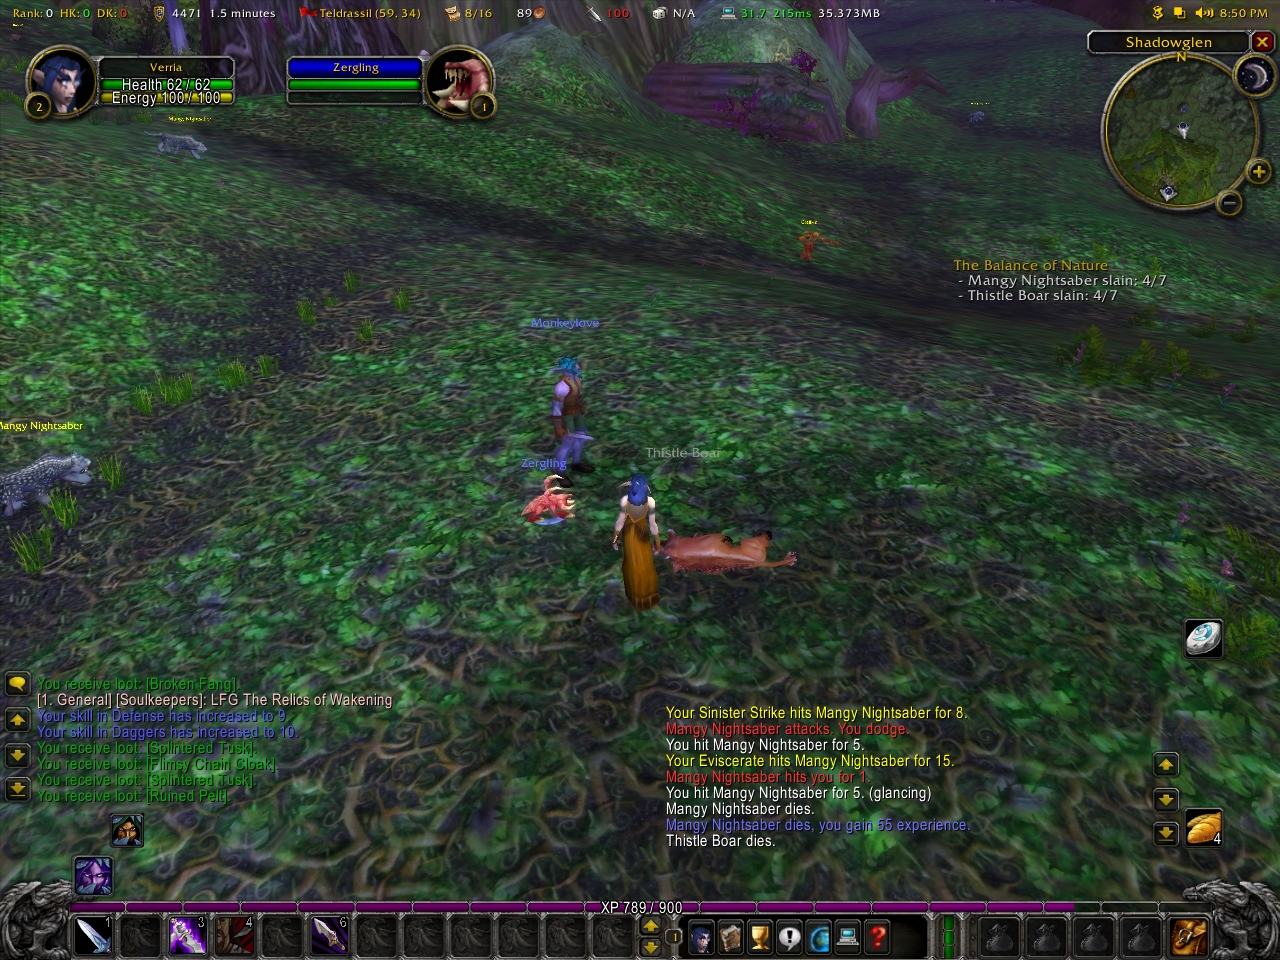 Rank: 0 HK: 0 DK: 0 4471 1.5 minutes Teldrassil (59, 34) 8/16 89 100 N/A 31.7 215ms 35.373MB 8:50 PM
Shadowglen
N
Verria
Health 62 / 62
Energy 100 / 100
2
Zergling
1
Mangy Nightsaber
The Balance of Nature
- Mangy Nightsaber slain: 4/7
- Thistle Boar slain: 4/7
Monkeylove
Mangy Nightsaber
Thistle Boar
Zergling
You receive loot: [Broken Fang].
[1. General] [Soulkeepers]: LFG The Relics of Wakening
Your skill in Defense has increased to 9.
Your skill in Daggers has increased to 10.
You receive loot: [Splintered Tusk].
You receive loot: [Flimsy Chain Cloak].
You receive loot: [Splintered Tusk].
You receive loot: [Ruined Pelt].
Your Sinister Strike hits Mangy Nightsaber for 8.
Mangy Nightsaber attacks. You dodge.
You hit Mangy Nightsaber for 5.
Your Eviscerate hits Mangy Nightsaber for 15.
Mangy Nightsaber hits you for 1.
You hit Mangy Nightsaber for 5. (glancing)
Mangy Nightsaber dies.
Mangy Nightsaber dies, you gain 55 experience.
Thistle Boar dies.
4
XP 789 / 900
1 3 4 6 1